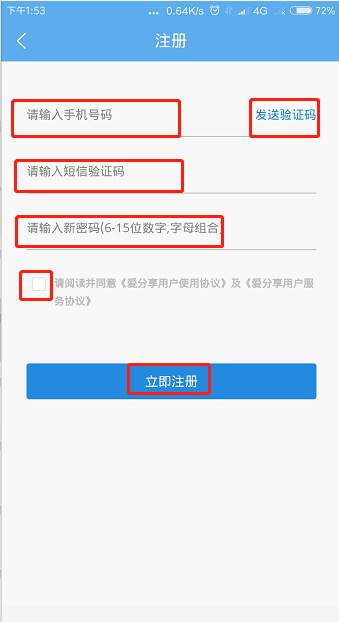 下午1:53 ... 0.64K/s 4G 72%
注册
请输入手机号码 发送验证码
请输入短信验证码
请输入新密码(6-15位数字,字母组合)
请阅读并同意《爱分享用户使用协议》及《爱分享用户服
务协议》
立即注册